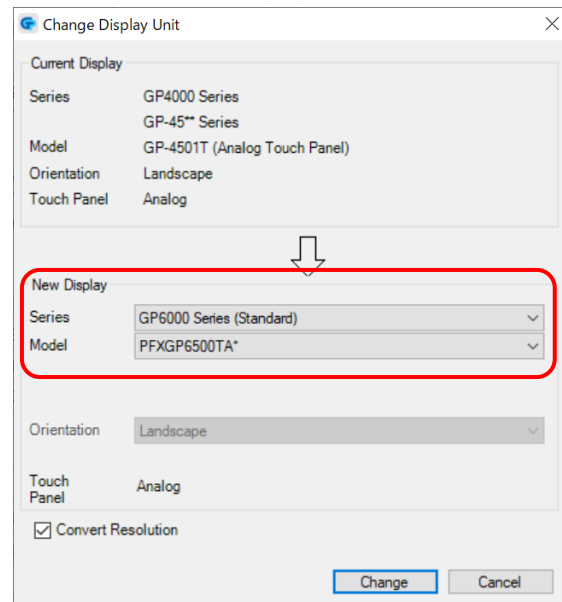 Change Display Unit
Current Display
Series GP4000 Series
GP-45** Series
Model GP-4501T (Analog Touch Panel)
Orientation Landscape
Touch Panel Analog
New Display
Series GP6000 Series (Standard)
Model PFXGP6500TA*
Orientation Landscape
Touch Panel Analog
Convert Resolution
Change Cancel